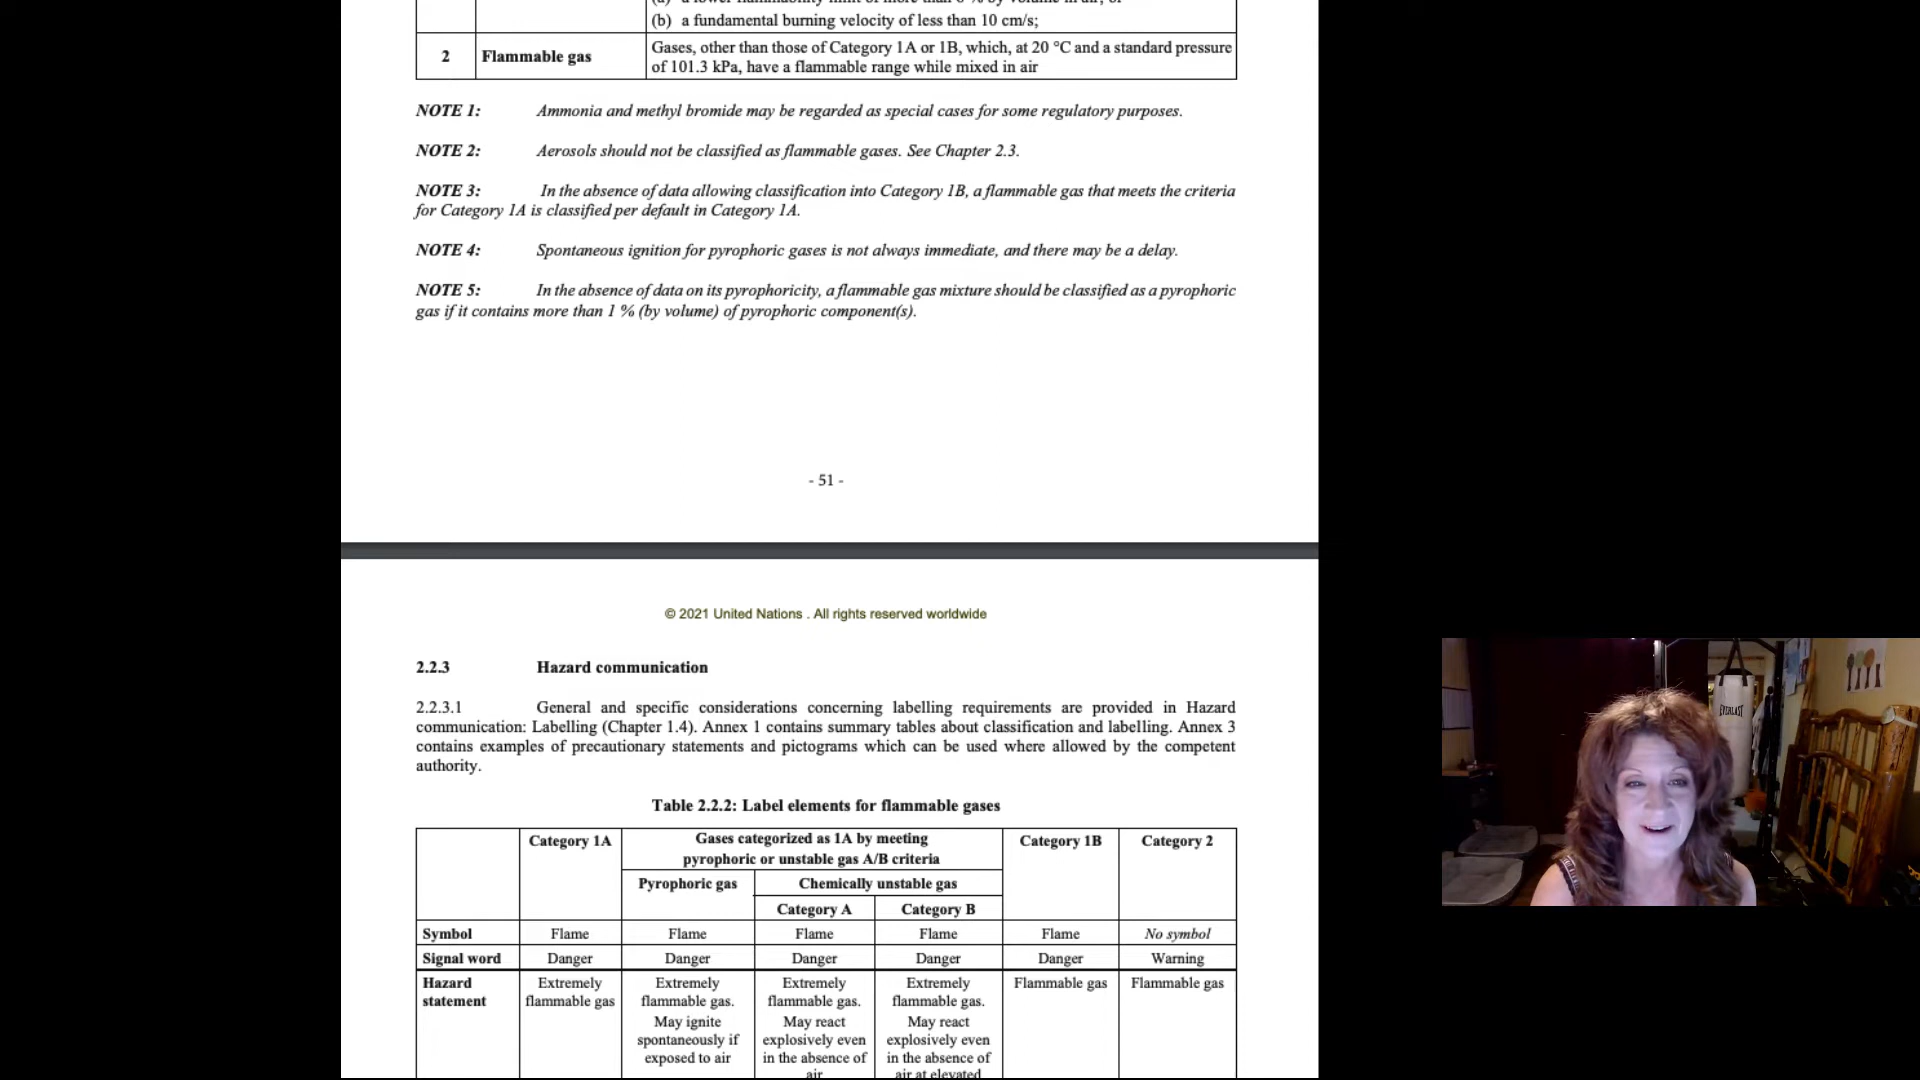 (b) a fundamental burning velocity of less than 10 cm/s;
2 Flammable gas Gases, other than those of Category 1A or 1B, which, at 20 °C and a standard pressure
of 101.3 kPa, have a flammable range while mixed in air
NOTE 1: Ammonia and methyl bromide may be regarded as special cases for some regulatory purposes.
NOTE 2: Aerosols should not be classified as flammable gases. See Chapter 2.3.
NOTE 3: In the absence of data allowing classification into Category 1B, a flammable gas that meets the criteria
for Category 1A is classified per default in Category 1A.
NOTE 4: Spontaneous ignition for pyrophoric gases is not always immediate, and there may be a delay.
NOTE 5: In the absence of data on its pyrophoricity, a flammable gas mixture should be classified as a pyrophoric
gas if it contains more than 1 % (by volume) of pyrophoric component(s).
- 51 -
© 2021 United Nations . All rights reserved worldwide
2.2.3 Hazard communication
2.2.3.1 General and specific considerations concerning labelling requirements are provided in Hazard
communication: Labelling (Chapter 1.4). Annex 1 contains summary tables about classification and labelling. Annex 3
contains examples of precautionary statements and pictograms which can be used where allowed by the competent
authority.
Table 2.2.2: Label elements for flammable gases
Category 1A Gases categorized as 1A by meeting Category 1B Category 2
pyrophoric or unstable gas A/B criteria
Pyrophoric gas Chemically unstable gas
Category A Category B
Symbol Flame Flame Flame Flame Flame No symbol
Signal word Danger Danger Danger Danger Danger Warning
Hazard Extremely Extremely Extremely Extremely Flammable gas Flammable gas
statement flammable gas flammable gas. flammable gas. flammable gas.
May ignite May react May react
spontaneously if explosively even explosively even
exposed to air in the absence of in the absence of
air air at elevated
EVERLAST